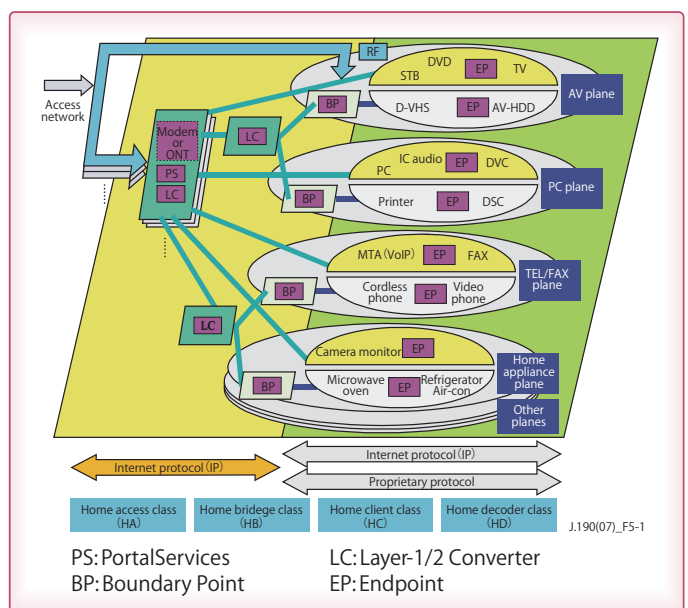 RF
DVD
EP
TV
STB
AV plane
Access
network
BP
D-VHS
EP
AV-HDD
Modem
or
ONT
LC
PS
LC
IC audio
EP
DVC
PC
PC plane
BP
Printer
EP
DSC
MTA (VoIP)
EP
FAX
TEL/FAX
plane
BP
Cordless
phone
EP
Video
phone
LC
Camera monitor
EP
Home
appliance
plane
BP
Microwave
oven
EP
Refrigerator
Air-con
Other
planes
Internet protocol (IP)
Internet protocol (IP)
Proprietary protocol
Home access class
(HA)
Home bridege class
(HB)
Home client class
(HC)
Home decoder class
(HD)
J.190(07)_F5-1
PS: PortalServices
LC: Layer-1/2 Converter
BP: Boundary Point
EP: Endpoint